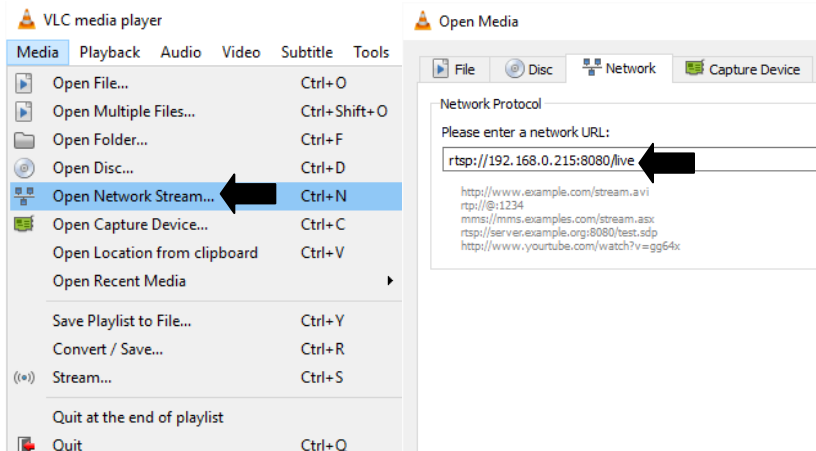 VLC media player
Media Playback Audio Video Subtitle Tools
Open File... Ctrl+O
Open Multiple Files... Ctrl+Shift+O
Open Folder... Ctrl+F
Open Disc... Ctrl+D
Open Network Stream... Ctrl+N
Open Capture Device... Ctrl+C
Open Location from clipboard Ctrl+V
Open Recent Media
Save Playlist to File... Ctrl+Y
Convert / Save... Ctrl+R
Stream... Ctrl+S
Quit at the end of playlist
Quit Ctrl+Q
Open Media
File Disc Network Capture Device
Network Protocol
Please enter a network URL:
rtsp://192.168.0.215:8080/live
http://www.example.com/stream.avi
rtp://@:1234
mms://mms.examples.com/stream.asx
rtsp://server.example.org:8080/test.sdp
http://www.yourtube.com/watch?v=gg64x